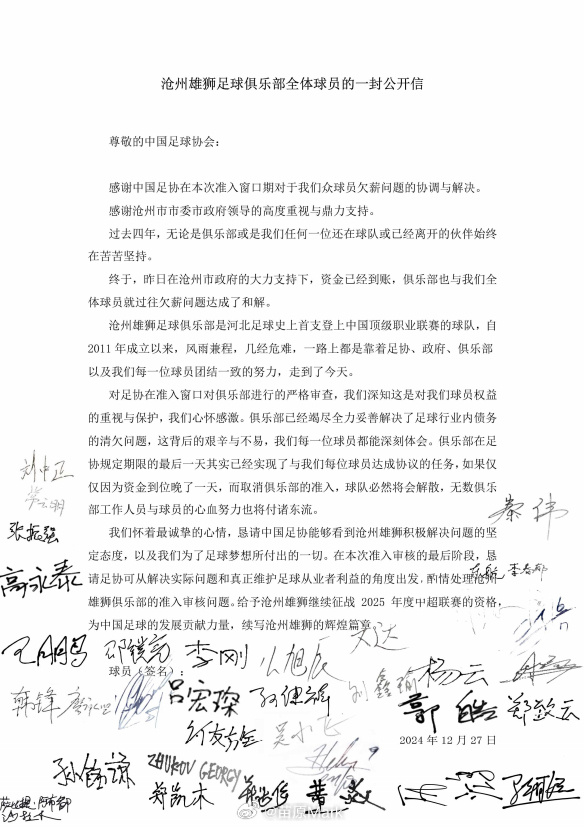 沧州雄狮足球俱乐部全体球员的一封公开信
尊敬的中国足球协会：
感谢中国足协在本次准入窗口期对于我们众球员欠薪问题的协调与解决。
感谢沧州市市委市政府领导的高度重视与鼎力支持。
过去四年，无论是俱乐部或是我们任何一位还在球队或已经离开的伙伴始终
在苦苦坚持。
终于，昨日在沧州市政府的大力支持下，资金已经到账，俱乐部也与我们全
体球员就过往欠薪问题达成了和解。
沧州雄狮足球俱乐部是河北足球史上首支登上中国顶级职业联赛的球队，自
2011年成立以来，风雨兼程，几经危难，一路上都是靠着足协、政府、俱乐部
以及我们每一位球员团结一致的努力，走到了今天。
对足协在准入窗口对俱乐部进行的严格审查，我们深知这是对我们球员权益
的重视与保护，我们心怀感激。俱乐部已经竭尽全力妥善解决了足球行业内债务
的清欠问题，这背后的艰辛与不易，我们每一位球员都能深刻体会。俱乐部在足
协规定期限的最后一天其实已经实现了与我们每位球员达成协议的任务，如果仅
仅因为资金到位晚了一天，而取消俱乐部的准入，球队必然将会解散，无数俱乐
部工作人员与球员的心血努力也将付诸东流。
我们怀着最诚挚的心情，恳请中国足协能够看到沧州雄狮积极解决问题的坚
定态度，以及我们为了足球梦想所付出的一切。在本次准入审核的最后阶段，恳
请足协可从解决实际问题和真正维护足球从业者利益的角度出发，酌情处理沧州
雄狮俱乐部的准入审核问题。给予沧州雄狮继续征战 2025 年度中超联赛的资格，
为中国足球的发展贡献力量，续写沧州雄狮的辉煌篇章。
球员（签名）：
张振强
高永泰
秦伟
王鹏
李刚
韩锋
吕宏琛
孙健祥
刘鑫瑜
杨云
郭皓
郑致云
吴小飞
2024 年 12 月 27 日
ZHUKOV GEORGY
郑凯木
@苗原Mark